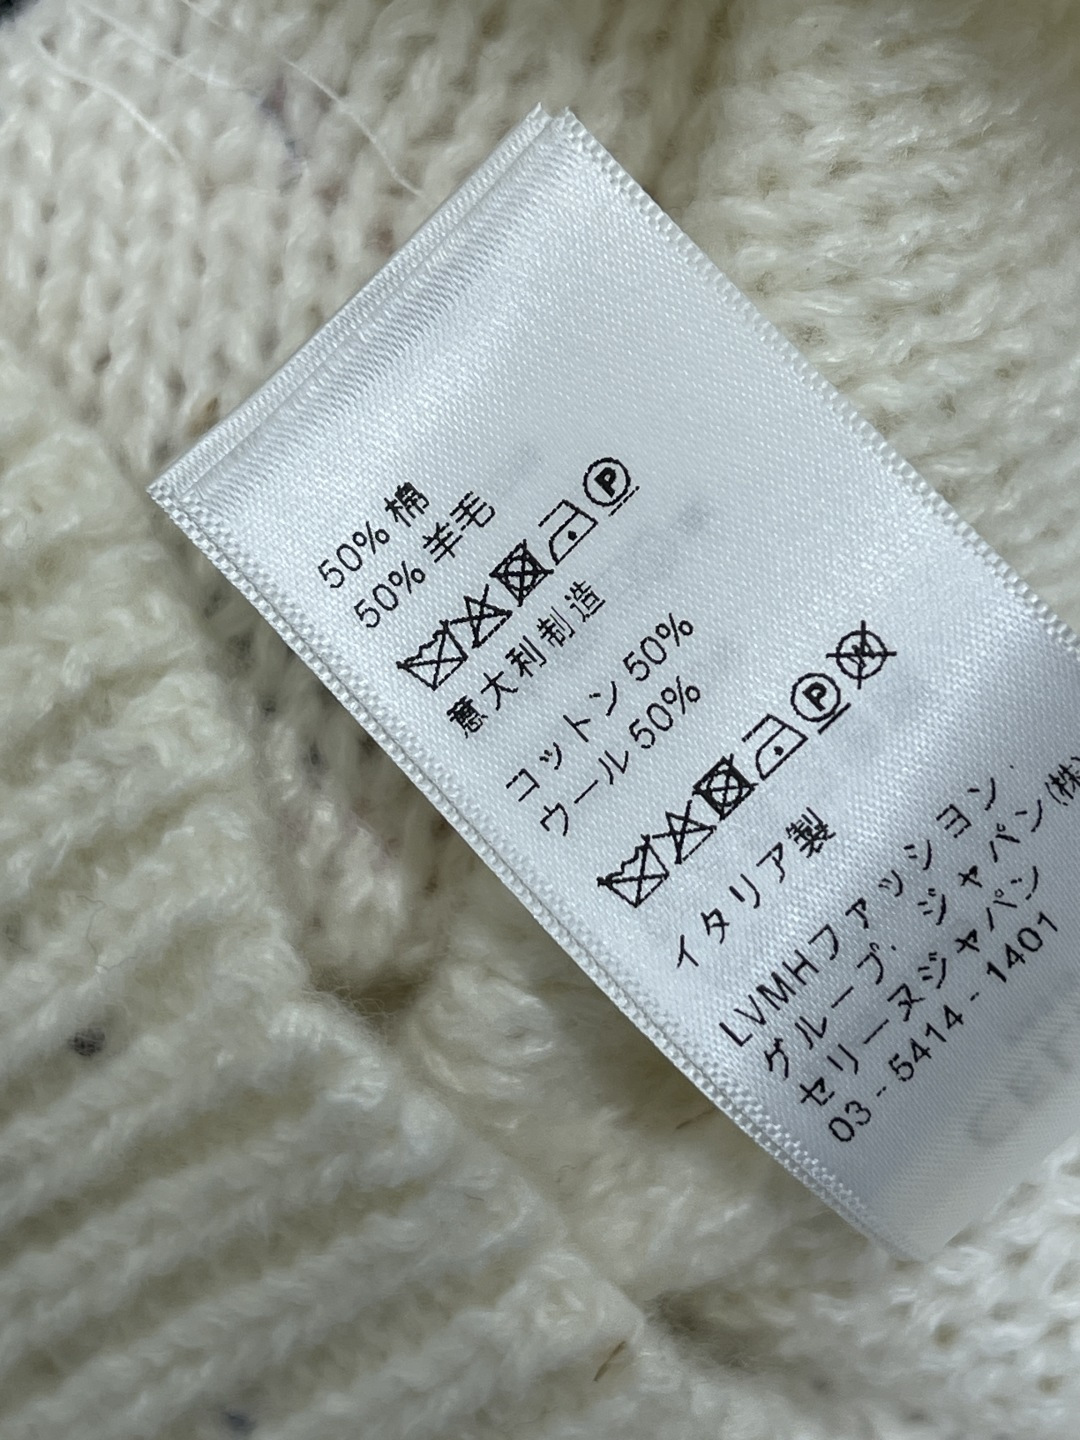 50% 棉
50% 羊毛
P
意大利制造
コットン 50%
ウール 50%
P W
イタリア製
LVMHファッション・
グループ・ジャパン(株)
セリーヌジャパン
03-5414-1401